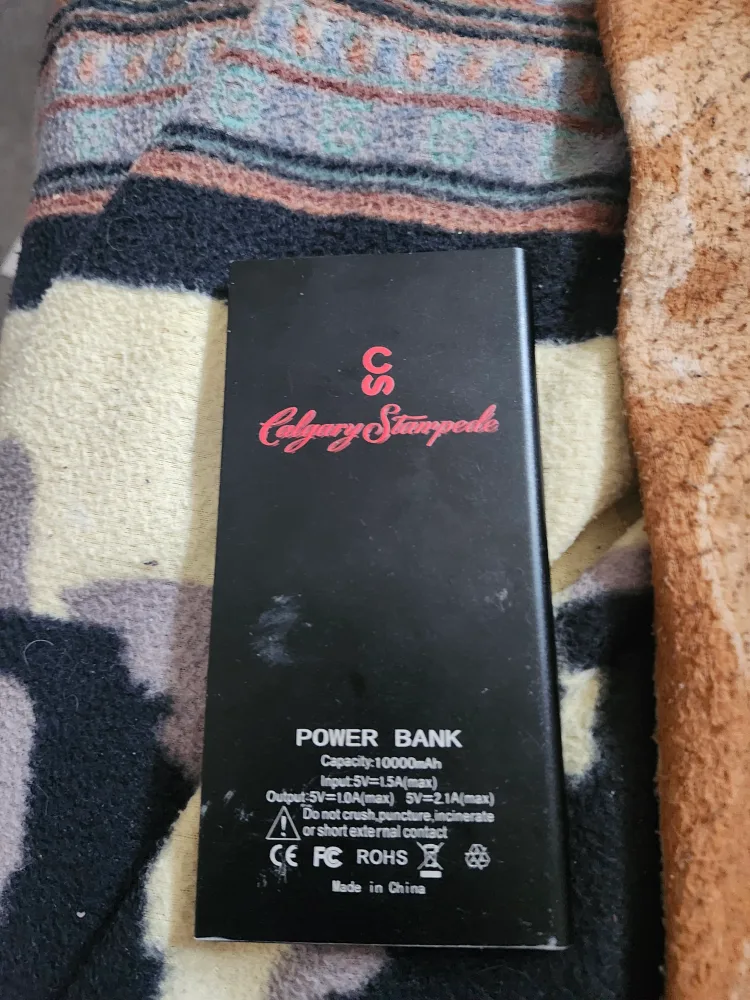 CS
Calgary Stampede
POWER BANK
Capacity:10000mAh
Input:5V=1.5A(max)
Output:5V=1.0A(max) 5V=2.1A(max)
Do not crush,puncture,incinerate
or short external contact
CE FC ROHS
Made in China